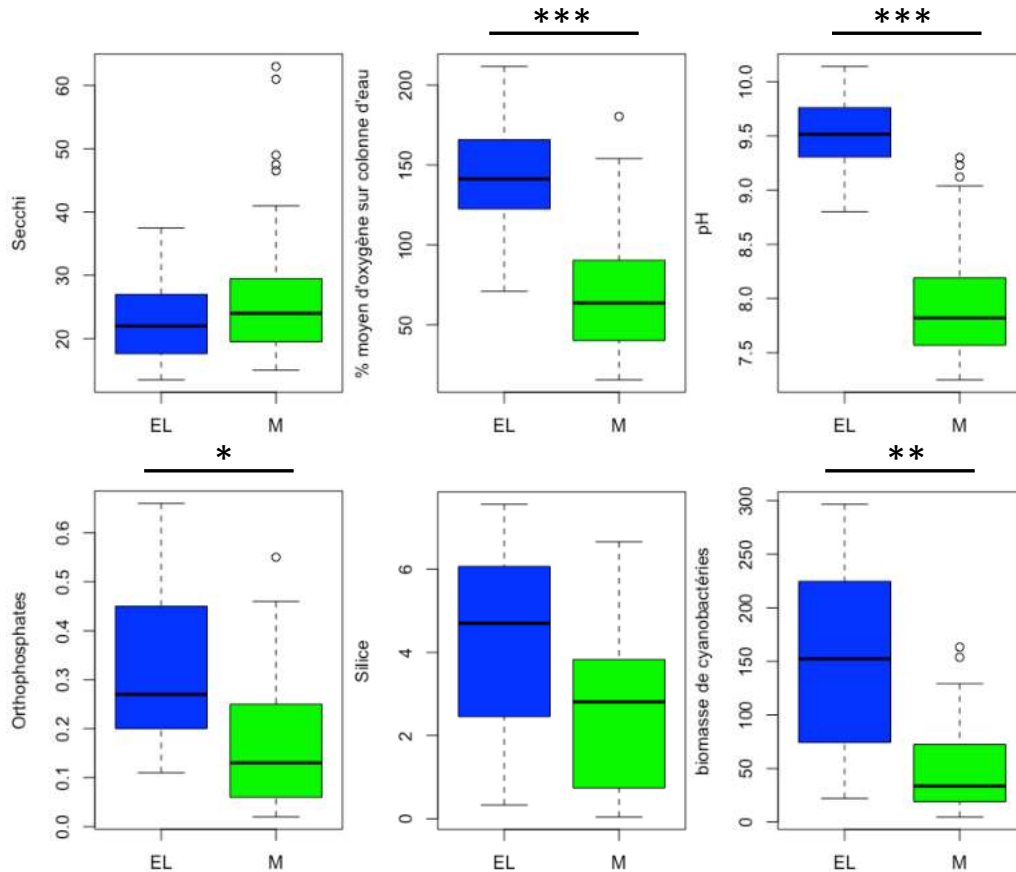 ***
***
Secchi
60
50
40
30
20
EL
M
% moyen d'oxygène sur colonne d'eau
200
150
100
50
EL
M
pH
10.0
9.5
9.0
8.5
8.0
7.5
EL
M
*
**
Orthophosphates
0.6
0.5
0.4
0.3
0.2
0.1
0.0
EL
M
Silice
6
4
2
0
EL
M
biomasse de cyanobactéries
300
250
200
150
100
50
0
EL
M